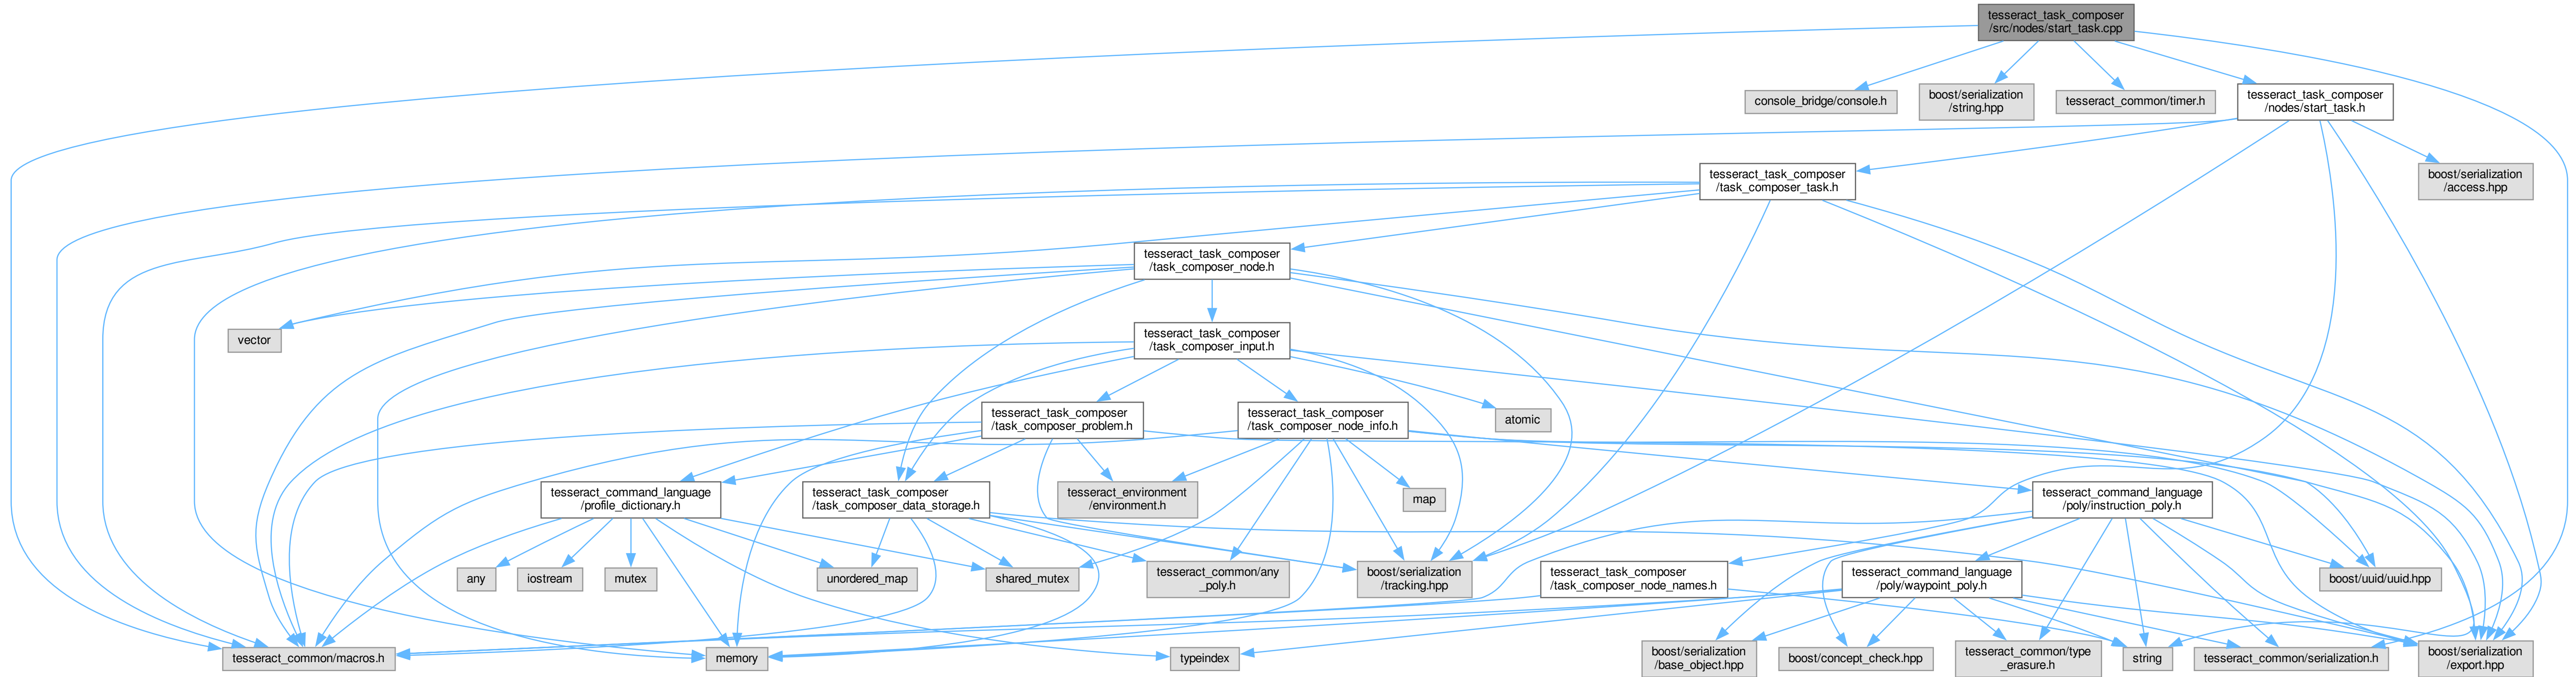 tesseract_task_composer
/src/nodes/start_task.cpp
console_bridge/console.h
boost/serialization
/string.hpp
tesseract_common/timer.h
tesseract_task_composer
/nodes/start_task.h
tesseract_task_composer
/task_composer_task.h
boost/serialization
/access.hpp
tesseract_task_composer
/task_composer_node.h
vector
tesseract_task_composer
/task_composer_input.h
tesseract_task_composer
/task_composer_problem.h
tesseract_task_composer
/task_composer_node_info.h
atomic
tesseract_command_language
/profile_dictionary.h
tesseract_task_composer
/task_composer_data_storage.h
tesseract_environment
/environment.h
map
tesseract_command_language
/poly/instruction_poly.h
any
iostream
mutex
unordered_map
shared_mutex
tesseract_common/any
_poly.h
boost/serialization
/tracking.hpp
tesseract_task_composer
/task_composer_node_names.h
tesseract_command_language
/poly/waypoint_poly.h
boost/uuid/uuid.hpp
tesseract_common/macros.h
memory
typeindex
boost/serialization
/base_object.hpp
boost/concept_check.hpp
tesseract_common/type
_erasure.h
string
tesseract_common/serialization.h
boost/serialization
/export.hpp